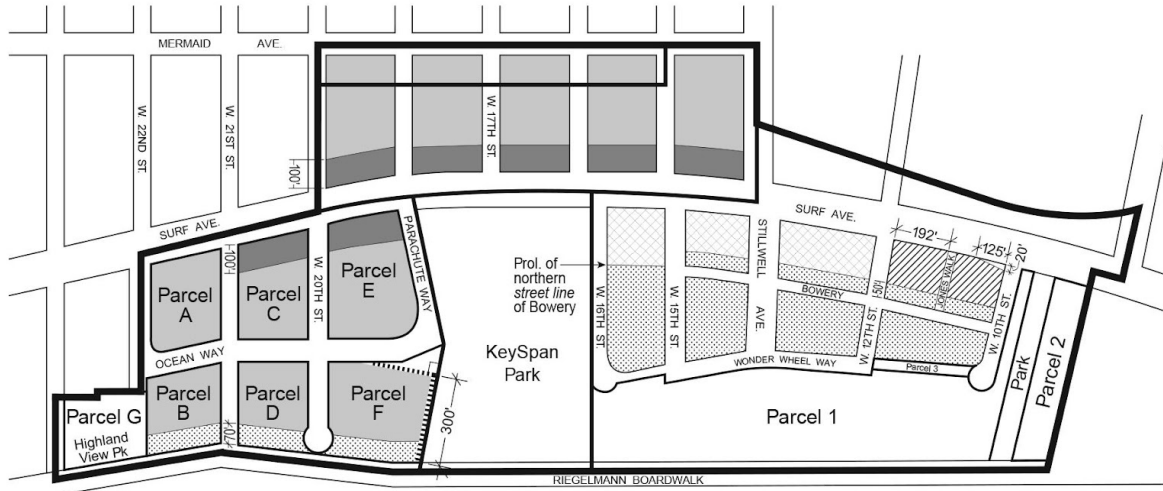 MERMAID AVE.
W. 22ND ST.
W. 21ST ST.
W. 17TH ST.
100'
SURF AVE.
100'
W. 20TH ST.
PARACHUTE WAY
Parcel
A
Parcel
C
Parcel
E
OCEAN WAY
Parcel G
Highland
View Pk
Parcel
B
70'
Parcel
D
Parcel
F
300'
KeySpan
Park
Prol. of
northern
street line
of Bowery
W. 16TH ST.
W. 15TH ST.
STILLWELL
AVE.
SURF AVE.
BOWERY
50'
W. 12TH ST.
192'
125'
20'
JONES WALK
W. 10TH ST.
WONDER WHEEL WAY
Parcel 3
Parcel 1
Park
Parcel 2
RIEGELMANN BOARDWALK